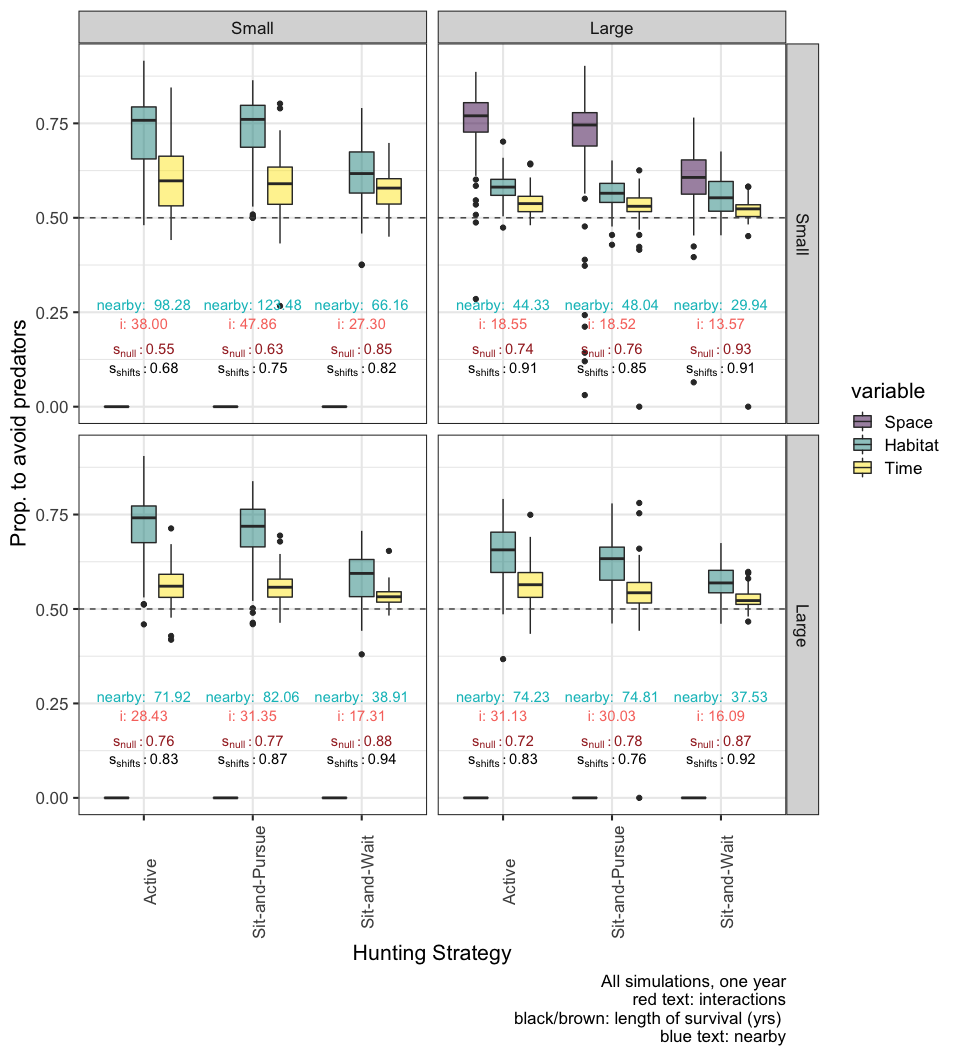 Small
Large
Prop. to avoid predators
0.75
0.50
0.25
0.00
nearby: 98.28
nearby: 123.48
nearby: 66.16
i: 38.00
i: 47.86
i: 27.30
snull : 0.55
snull : 0.63
snull : 0.85
sshifts : 0.68
sshifts : 0.75
sshifts : 0.82
nearby: 44.33
nearby: 48.04
nearby: 29.94
i: 18.55
i: 18.52
i: 13.57
snull : 0.74
snull : 0.76
snull : 0.93
sshifts : 0.91
sshifts : 0.85
sshifts : 0.91
Small
0.75
0.50
0.25
0.00
nearby: 71.92
nearby: 82.06
nearby: 38.91
i: 28.43
i: 31.35
i: 17.31
snull : 0.76
snull : 0.77
snull : 0.88
sshifts : 0.83
sshifts : 0.87
sshifts : 0.94
nearby: 74.23
nearby: 74.81
nearby: 37.53
i: 31.13
i: 30.03
i: 16.09
snull : 0.72
snull : 0.78
snull : 0.87
sshifts : 0.83
sshifts : 0.76
sshifts : 0.92
Large
Active
Sit-and-Pursue
Sit-and-Wait
Active
Sit-and-Pursue
Sit-and-Wait
Hunting Strategy
variable
Space
Habitat
Time
All simulations, one year
red text: interactions
black/brown: length of survival (yrs)
blue text: nearby